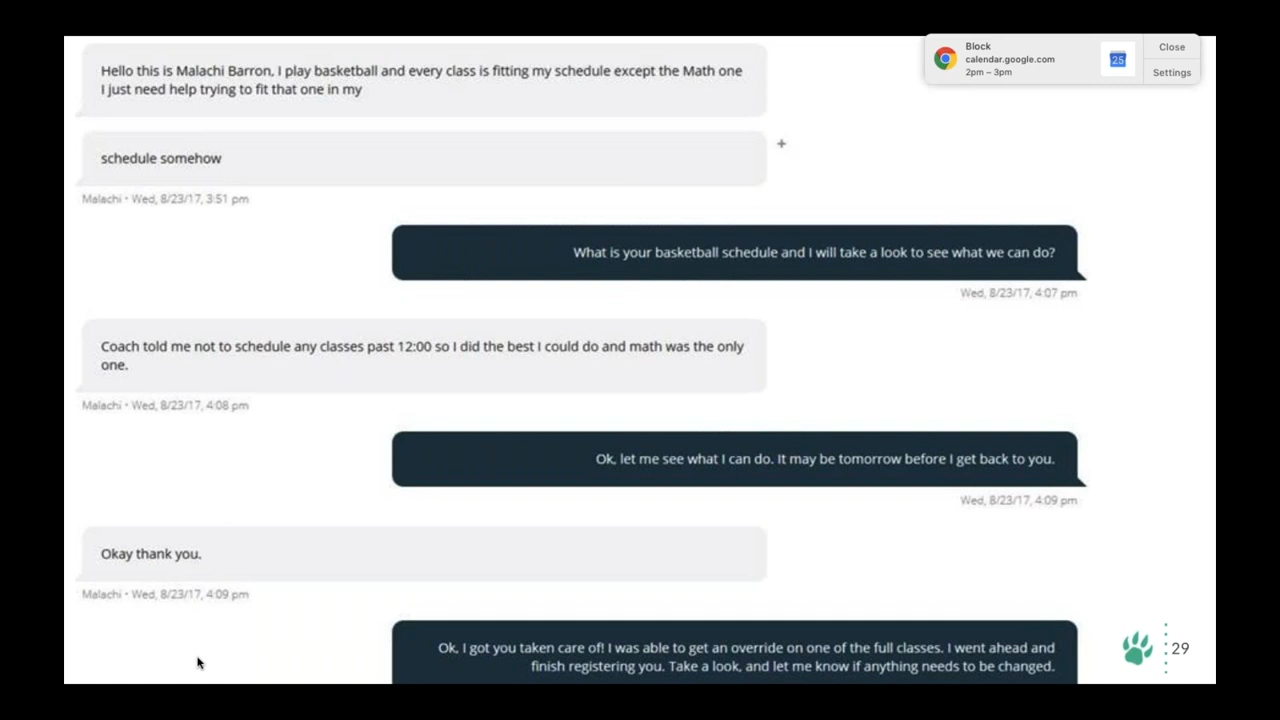 Hello this is Malachi Barron, I play basketball and every class is fitting my schedule except the Math one
I just need help trying to fit that one in my
schedule somehow
Malachi • Wed, 8/23/17, 3:51 pm
What is your basketball schedule and I will take a look to see what we can do?
Wed, 8/23/17, 4:07 pm
Coach told me not to schedule any classes past 12:00 so I did the best I could do and math was the only
one.
Malachi • Wed, 8/23/17, 4:08 pm
Ok, let me see what I can do. It may be tomorrow before I get back to you.
Wed, 8/23/17, 4:09 pm
Okay thank you.
Malachi • Wed, 8/23/17, 4:09 pm
Ok, I got you taken care of! I was able to get an override on one of the full classes. I went ahead and
finish registering you. Take a look, and let me know if anything needs to be changed.
29
Block
calendar.google.com
2pm – 3pm
25
Close
Settings